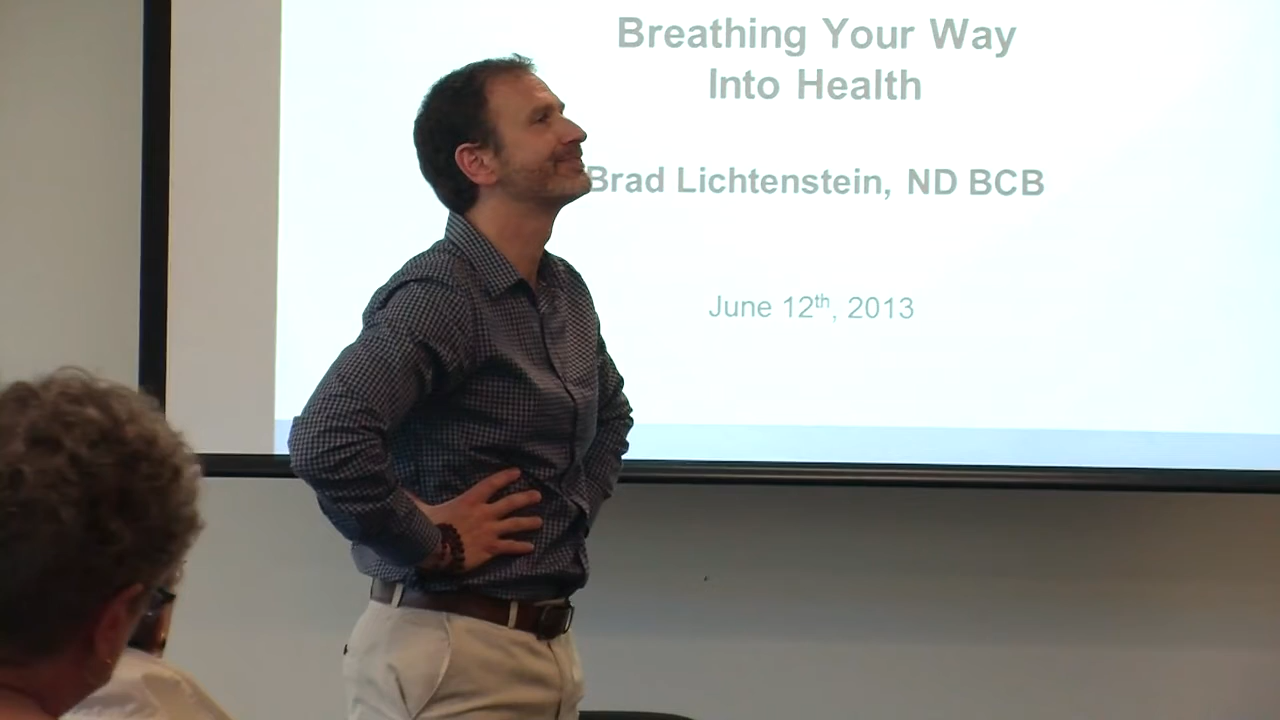 Breathing Your Way
Into Health
Brad Lichtenstein, ND BCB
June 12th, 2013